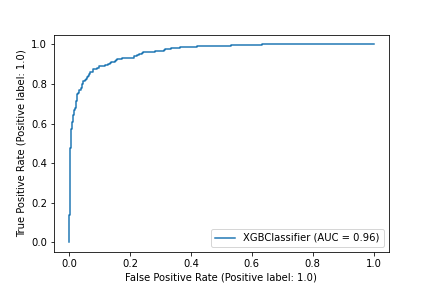 1.0
0.8
0.6
0.4
0.2
0.0
True Positive Rate (Positive label: 1.0)
XGBClassifier (AUC = 0.96)
0.0 0.2 0.4 0.6 0.8 1.0
False Positive Rate (Positive label: 1.0)